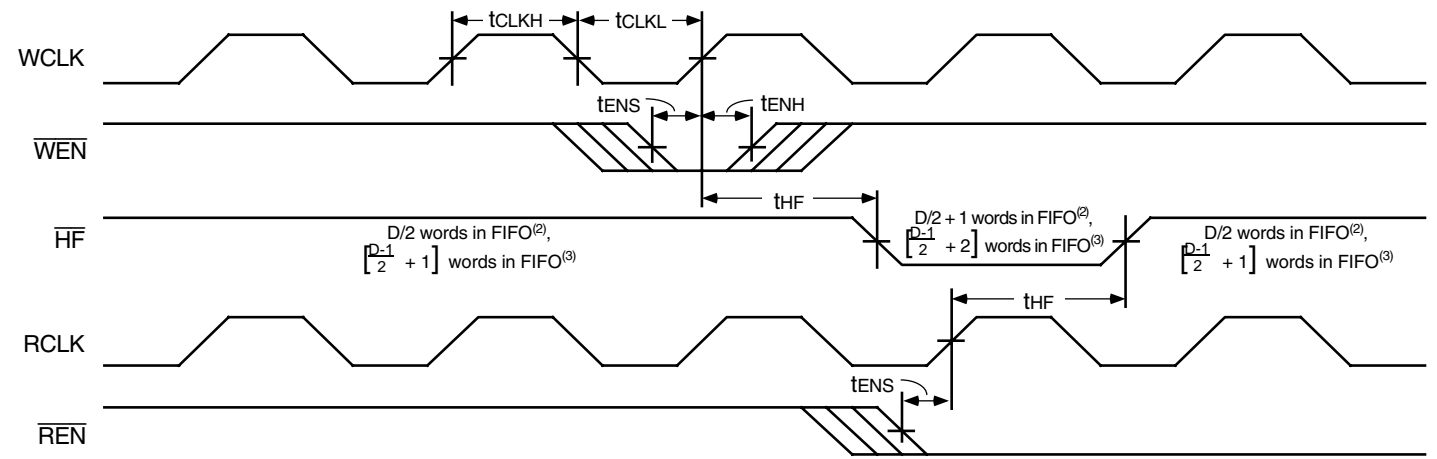 tCLKH
tCLKL
WCLK
tENS
tENH
WEN
tHF
HF
D/2 words in FIFO(2),
[D-1/2 + 1] words in FIFO(3)
D/2 + 1 words in FIFO(2),
[D-1/2 + 2] words in FIFO(3)
D/2 words in FIFO(2),
[D-1/2 + 1] words in FIFO(3)
tHF
RCLK
tENS
REN